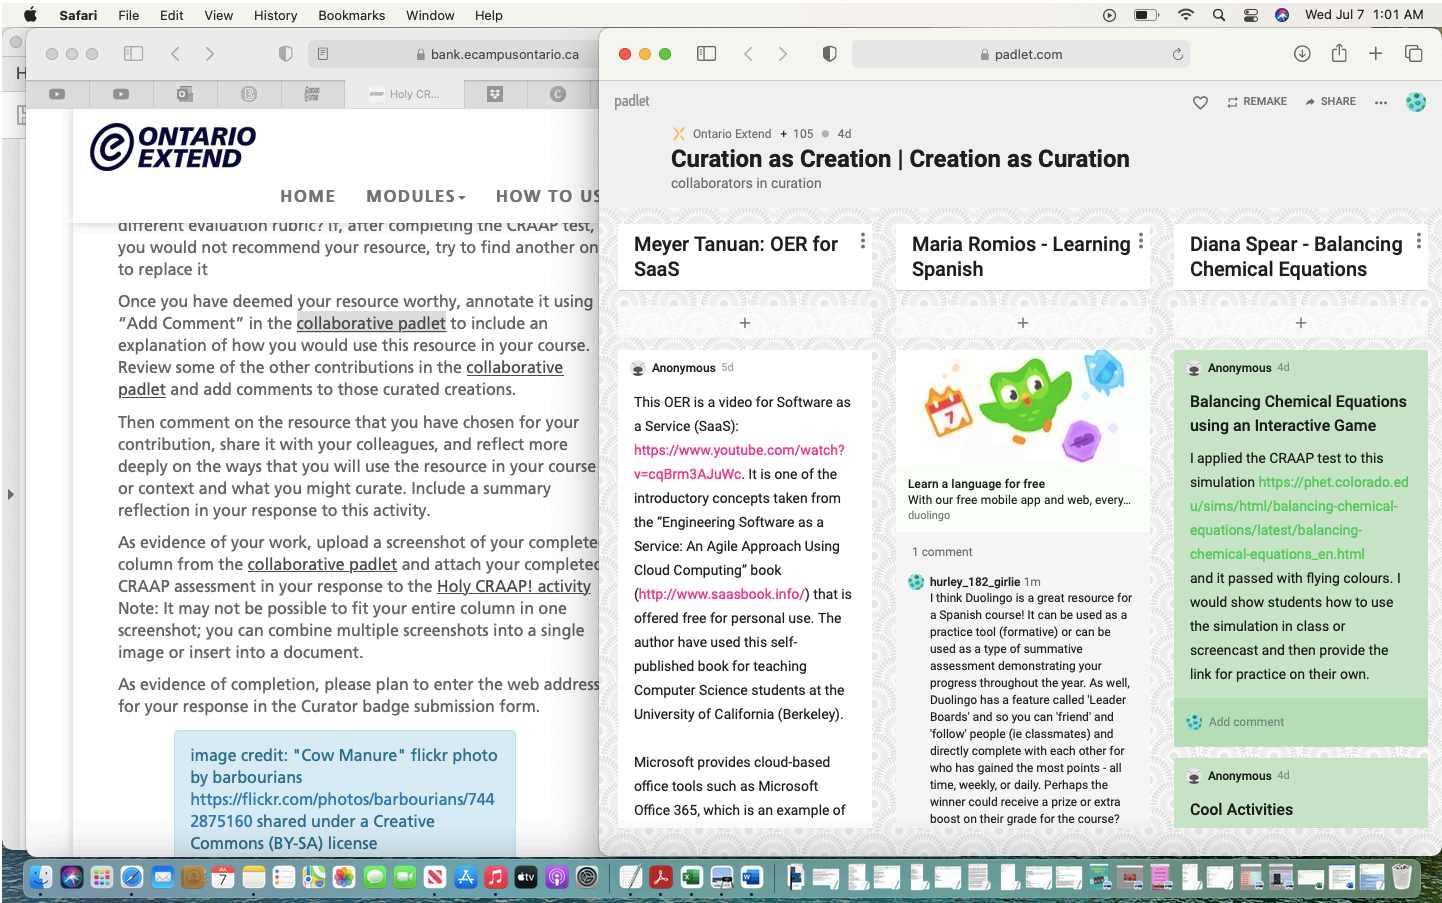 Safari File Edit View History Bookmarks Window Help Wed Jul 7 1:01 AM
bank.ecampusontario.ca
Holy CR...
ONTARIO
EXTEND
HOME MODULES HOW TO US
different evaluation rubric? If, after completing the CRAAP test,
you would not recommend your resource, try to find another on
to replace it
Once you have deemed your resource worthy, annotate it using
“Add Comment” in the collaborative padlet to include an
explanation of how you would use this resource in your course.
Review some of the other contributions in the collaborative
padlet and add comments to those curated creations.
Then comment on the resource that you have chosen for your
contribution, share it with your colleagues, and reflect more
deeply on the ways that you will use the resource in your course
or context and what you might curate. Include a summary
reflection in your response to this activity.
As evidence of your work, upload a screenshot of your complete
column from the collaborative padlet and attach your completed
CRAAP assessment in your response to the Holy CRAAP! activity
Note: It may not be possible to fit your entire column in one
screenshot; you can combine multiple screenshots into a single
image or insert into a document.
As evidence of completion, please plan to enter the web address
for your response in the Curator badge submission form.
image credit: "Cow Manure" flickr photo
by barbourians
https://flickr.com/photos/barbourians/744
2875160 shared under a Creative
Commons (BY-SA) license
padlet.com
padlet
REMAKE SHARE
Ontario Extend + 105 4d
Curation as Creation | Creation as Curation
collaborators in curation
Meyer Tanuan: OER for
SaaS
+
Anonymous 5d
This OER is a video for Software as
a Service (SaaS):
https://www.youtube.com/watch?
v=cqBrm3AJuWc. It is one of the
introductory concepts taken from
the “Engineering Software as a
Service: An Agile Approach Using
Cloud Computing” book
(http://www.saasbook.info/) that is
offered free for personal use. The
author have used this self-
published book for teaching
Computer Science students at the
University of California (Berkeley).
Microsoft provides cloud-based
office tools such as Microsoft
Office 365, which is an example of
Maria Romios - Learning
Spanish
+
7
Learn a language for free
With our free mobile app and web, every...
duolingo
1 comment
hurley_182_girlie 1m
I think Duolingo is a great resource for
a Spanish course! It can be used as a
practice tool (formative) or can be
used as a type of summative
assessment demonstrating your
progress throughout the year. As well,
Duolingo has a feature called 'Leader
Boards' and so you can 'friend' and
'follow' people (ie classmates) and
directly complete with each other for
who has gained the most points - all
time, weekly, or daily. Perhaps the
winner could receive a prize or extra
boost on their grade for the course?
Diana Spear - Balancing
Chemical Equations
+
Anonymous 4d
Balancing Chemical Equations
using an Interactive Game
I applied the CRAAP test to this
simulation https://phet.colorado.ed
u/sims/html/balancing-chemical-
equations/latest/balancing-
chemical-equations_en.html
and it passed with flying colours. I
would show students how to use
the simulation in class or
screencast and then provide the
link for practice on their own.
Add comment
Anonymous 4d
Cool Activities
JUL
7
tv